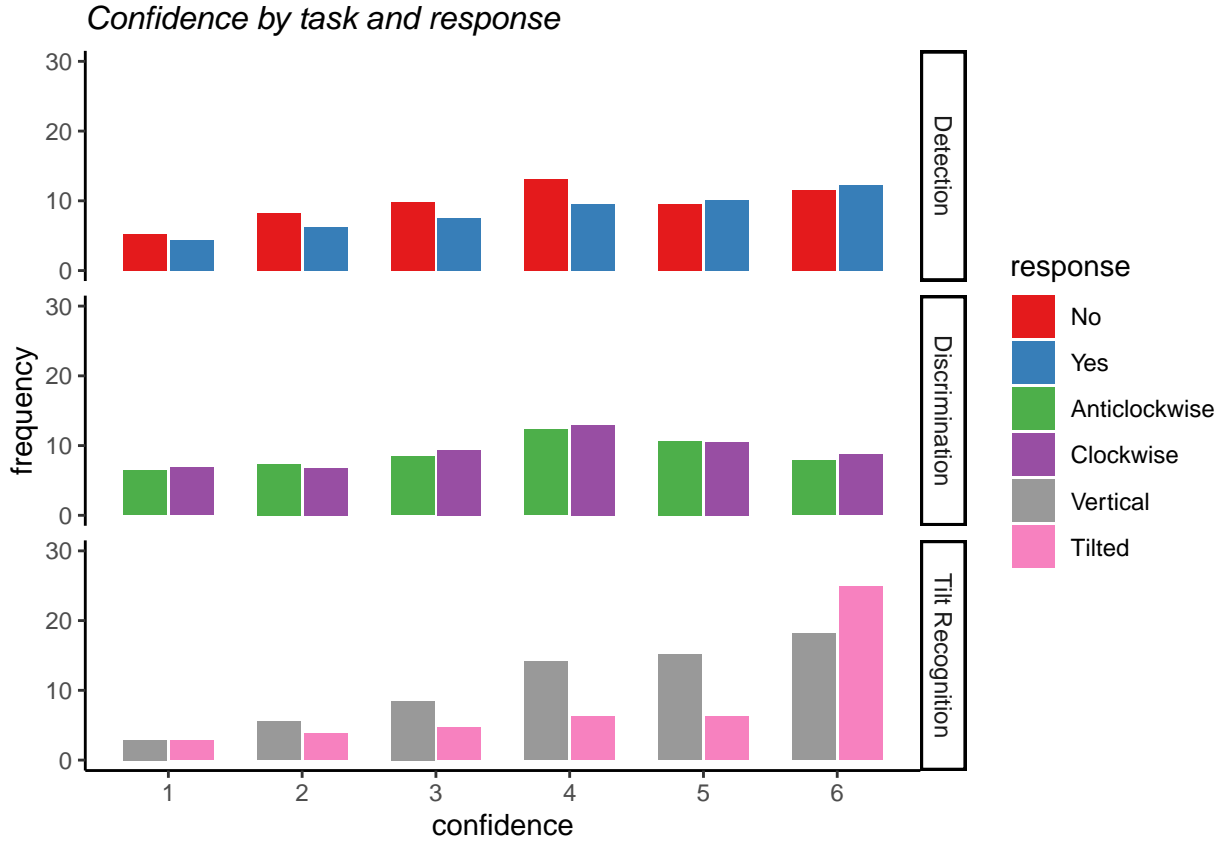 Confidence by task and response
frequency
30
20
10
0
Detection
30
20
10
0
Discrimination
30
20
10
0
Tilt Recognition
1 2 3 4 5 6
confidence
response
No
Yes
Anticlockwise
Clockwise
Vertical
Tilted